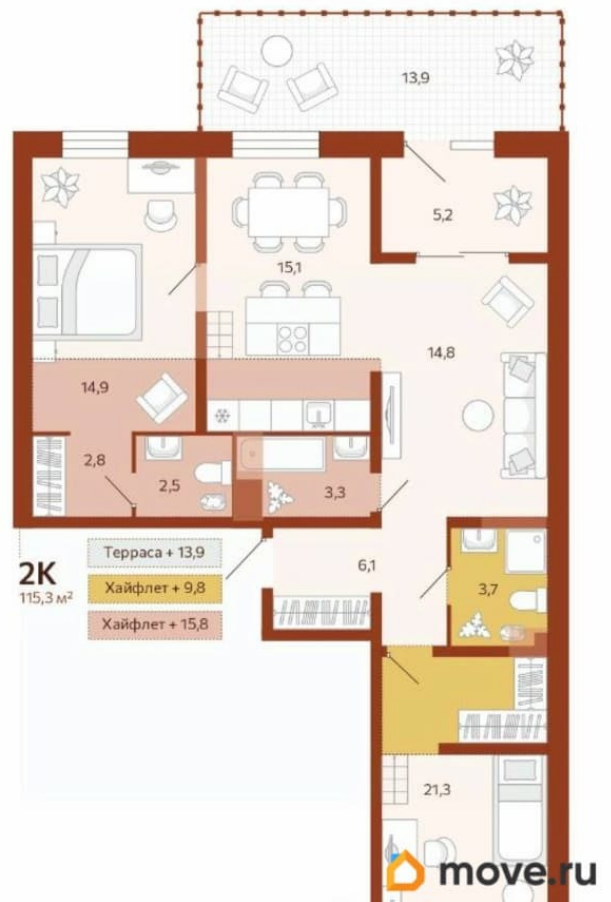 13,9
5,2
15,1
14,8
14,9
2,8
2,5
3,3
Терраса + 13,9
6,1
2К
Хайфлет + 9,8
3,7
115,3 м²
Хайфлет + 15,8
21,3
move.ru